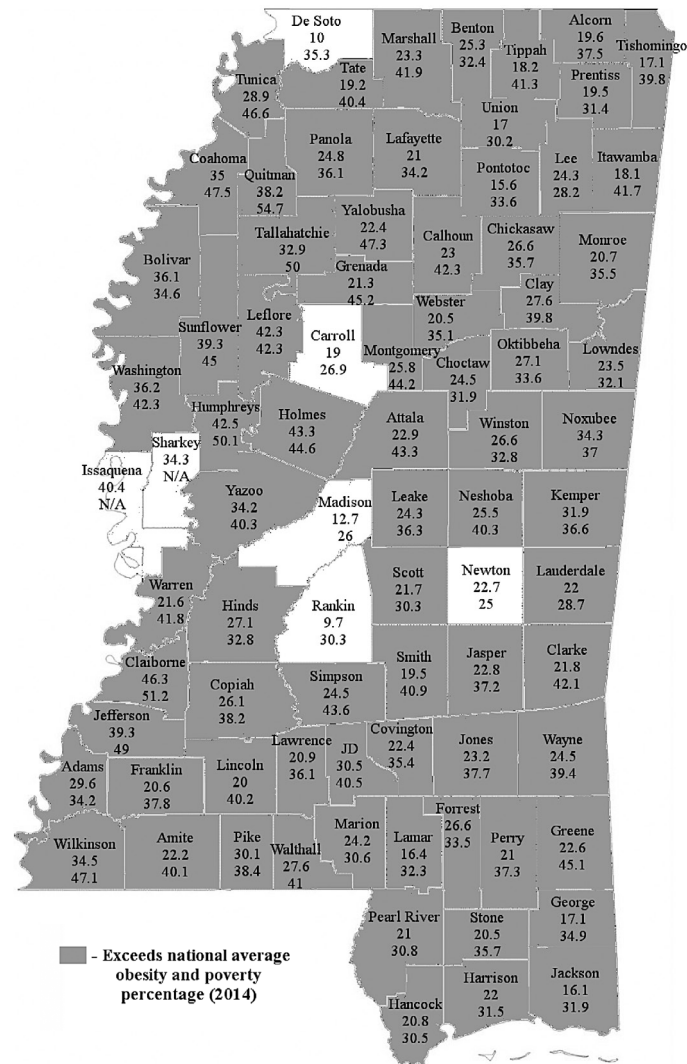 De Soto
10
35.3
Marshall
23.3
41.9
Benton
25.3
32.4
Tippah
18.2
41.3
Alcorn
19.6
37.5
Tishomingo
17.1
39.8
Tunica
28.9
46.6
Tate
19.2
40.4
Prentiss
19.5
31.4
Union
17
30.2
Coahoma
35
47.5
Quitman
38.2
54.7
Panola
24.8
36.1
Lafayette
21
34.2
Pontotoc
15.6
33.6
Lee
24.3
28.2
Itawamba
18.1
41.7
Bolivar
36.1
34.6
Tallahatchie
32.9
50
Yalobusha
22.4
47.3
Calhoun
23
42.3
Chickasaw
26.6
35.7
Monroe
20.7
35.5
Grenada
21.3
45.2
Clay
27.6
39.8
Sunflower
39.3
45
Leflore
42.3
42.3
Carroll
19
26.9
Webster
20.5
35.1
Montgomery
25.8
44.2
Choctaw
24.5
31.9
Oktibbeha
27.1
33.6
Lowndes
23.5
32.1
Washington
36.2
42.3
Humphreys
42.5
50.1
Holmes
43.3
44.6
Attala
22.9
43.3
Winston
26.6
32.8
Noxubee
34.3
37
Issaquena
40.4
N/A
Sharkey
34.3
N/A
Yazoo
34.2
40.3
Madison
12.7
26
Leake
24.3
36.3
Neshoba
25.5
40.3
Kemper
31.9
36.6
Warren
21.6
41.8
Hinds
27.1
32.8
Rankin
9.7
30.3
Scott
21.7
30.3
Newton
22.7
25
Lauderdale
22
28.7
Claiborne
46.3
51.2
Copiah
26.1
38.2
Simpson
24.5
43.6
Smith
19.5
40.9
Jasper
22.8
37.2
Clarke
21.8
42.1
Jefferson
39.3
49
Adams
29.6
34.2
Franklin
20.6
37.8
Lincoln
20
40.2
Lawrence
20.9
36.1
JD
30.5
40.5
Covington
22.4
35.4
Jones
23.2
37.7
Wayne
24.5
39.4
Wilkinson
34.5
47.1
Amite
22.2
40.1
Pike
30.1
38.4
Walthall
27.6
41
Marion
24.2
30.6
Lamar
16.4
32.3
Forrest
26.6
33.5
Perry
21
37.3
Greene
22.6
45.1
Pearl River
21
30.8
Stone
20.5
35.7
George
17.1
34.9
Hancock
20.8
30.5
Harrison
22
31.5
Jackson
16.1
31.9
- Exceeds national average
obesity and poverty
percentage (2014)